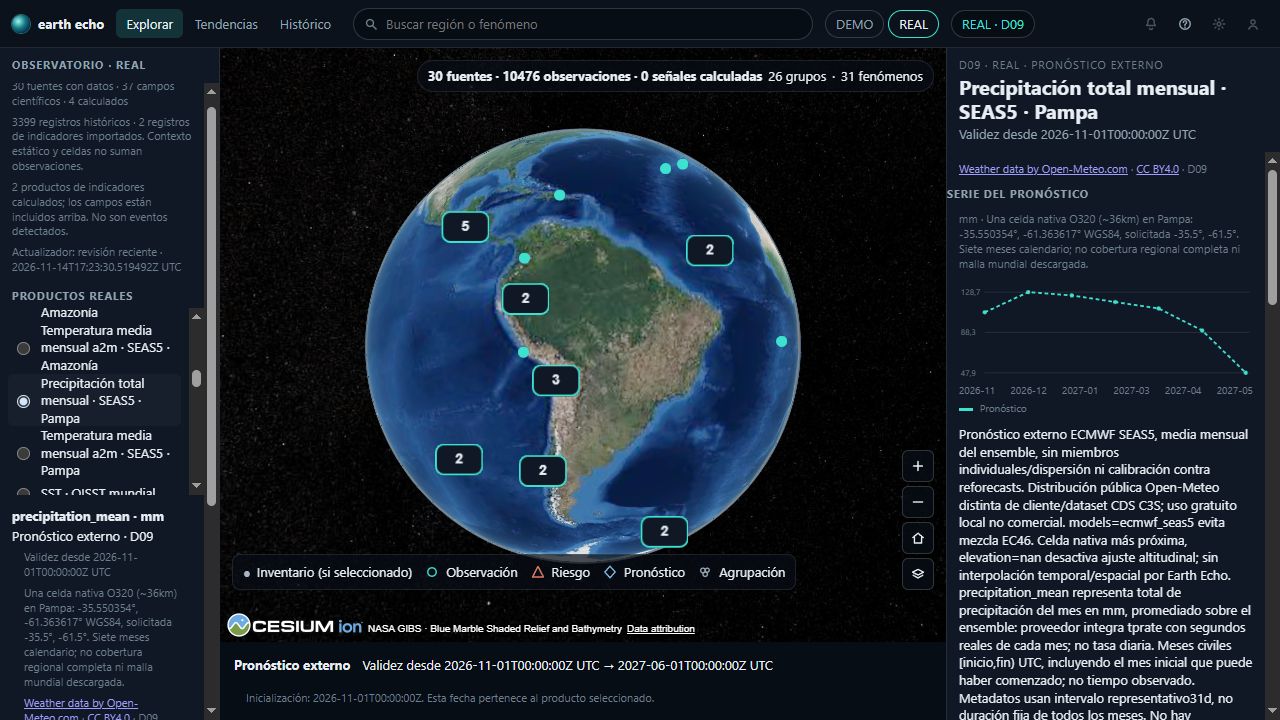 earth echo
Explorar
Tendencias
Histórico
Buscar región o fenómeno
DEMO
REAL
REAL · D09
OBSERVATORIO · REAL
30 fuentes con datos · 37 campos
científicos · 4 calculados
3399 registros históricos · 2 registros
de indicadores importados. Contexto
estático y celdas no suman
observaciones.
2 productos de indicadores
calculados; los campos están
incluidos arriba. No son eventos
detectados.
Actualizador: revisión reciente ·
2026-11-14T17:23:30.519492Z UTC
PRODUCTOS REALES
Amazonía
Temperatura media
mensual a2m · SEAS5 ·
Amazonía
Precipitación total
mensual · SEAS5 ·
Pampa
Temperatura media
mensual a2m · SEAS5 ·
Pampa
SST · OISST mundial
precipitation_mean · mm
Pronóstico externo · D09
Validez desde 2026-11-
01T00:00:00Z UTC
Una celda nativa O320 (~36km)
en Pampa: -35.550354°,
-61.363617° WGS84, solicitada
-35.5°, -61.5°. Siete meses
calendario; no cobertura
regional completa ni malla
mundial descargada.
Weather data by Open-
Meteo.com · CC BY4.0 · D09
30 fuentes · 10476 observaciones · 0 señales calculadas 26 grupos · 31 fenómenos
5
2
2
3
2
2
2
Inventario (si seleccionado)
Observación
Riesgo
Pronóstico
Agrupación
CESIUM ion NASA GIBS · Blue Marble Shaded Relief and Bathymetry Data attribution
Pronóstico externo Validez desde 2026-11-01T00:00:00Z UTC → 2027-06-01T00:00:00Z UTC
Inicialización: 2026-11-01T00:00:00Z. Esta fecha pertenece al producto seleccionado.
D09 · REAL · PRONÓSTICO EXTERNO
Precipitación total mensual ·
SEAS5 · Pampa
Validez desde 2026-11-01T00:00:00Z UTC
Weather data by Open-Meteo.com · CC BY4.0 · D09
SERIE DEL PRONÓSTICO
mm · Una celda nativa O320 (~36km) en Pampa:
-35.550354°, -61.363617° WGS84, solicitada -35.5°, -61.5°.
Siete meses calendario; no cobertura regional completa ni
malla mundial descargada.
128,7
88,3
47,9
2026-11 2026-12 2027-01 2027-03 2027-04 2027-05
Pronóstico
Pronóstico externo ECMWF SEAS5, media mensual
del ensemble, sin miembros
individuales/dispersión ni calibración contra
reforecasts. Distribución pública Open-Meteo
distinta de cliente/dataset CDS C3S; uso gratuito
local no comercial. models=ecmwf_seas5 evita
mezcla EC46. Celda nativa más próxima,
elevation=nan desactiva ajuste altitudinal; sin
interpolación temporal/espacial por Earth Echo.
precipitation_mean representa total de
precipitación del mes en mm, promediado sobre el
ensemble: proveedor integra tprate con segundos
reales de cada mes; no tasa diaria. Meses civiles
[inicio,fin) UTC, incluyendo el mes inicial que puede
haber comenzado; no tiempo observado.
Metadatos usan intervalo representativo31d, no
duración fija de todos los meses. No hay